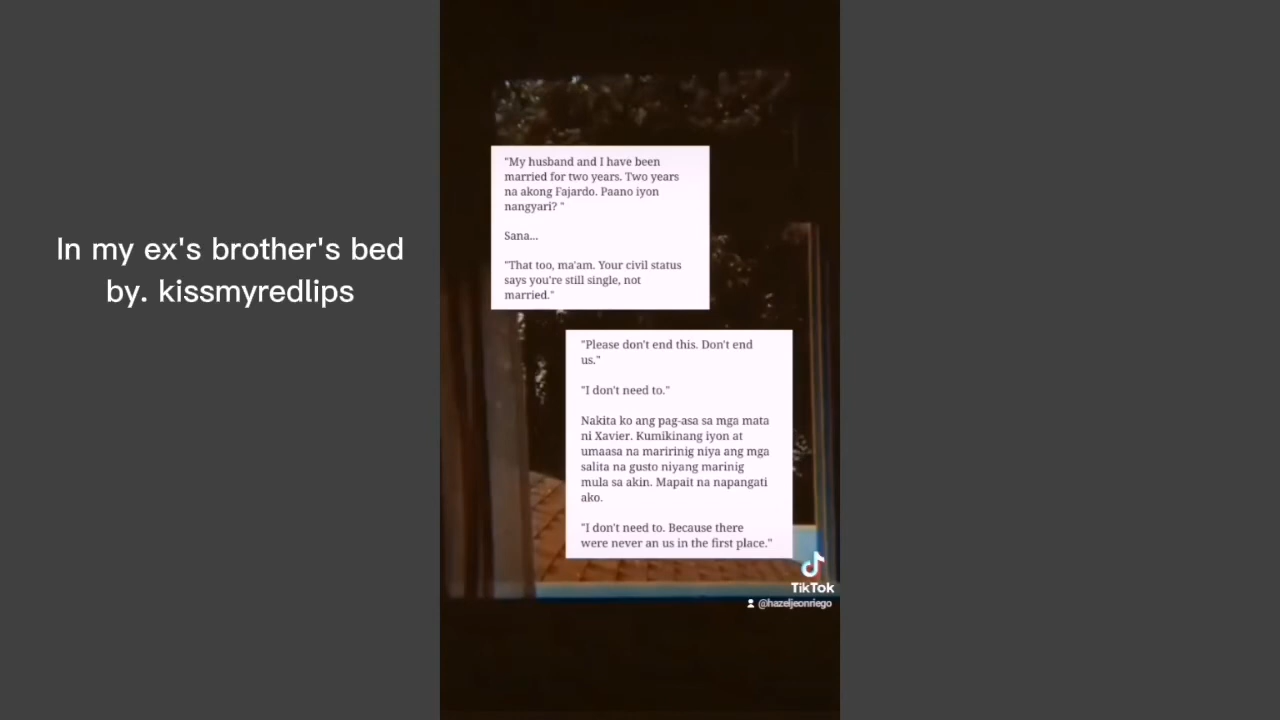 In my ex's brother's bed
by. kissmyredlips
"My husband and I have been
married for two years. Two years
na akong Fajardo. Paano iyon
nangyari? "
Sana...
"That too, ma'am. Your civil status
says you're still single, not
married."
"Please don't end this. Don't end
us."
"I don't need to."
Nakita ko ang pag-asa sa mga mata
ni Xavier. Kumikinang iyon at
umaasa na maririnig niya ang mga
salita na gusto niyang marinig
mula sa akin. Mapait na napangati
ako.
"I don't need to. Because there
were never an us in the first place."
TikTok
@hazeljeonriego